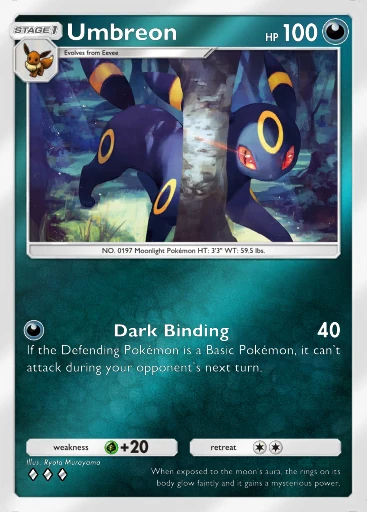 STAGE 1 Umbreon HP 100
Evolves from Eevee
NO. 0197 Moonlight Pokémon HT: 3'3" WT: 59.5 lbs.
Dark Binding 40
If the Defending Pokémon is a Basic Pokémon, it can't
attack during your opponent's next turn.
weakness +20 retreat
Illus. Ryota Murayama
When exposed to the moon's aura, the rings on its
body glow faintly and it gains a mysterious power.